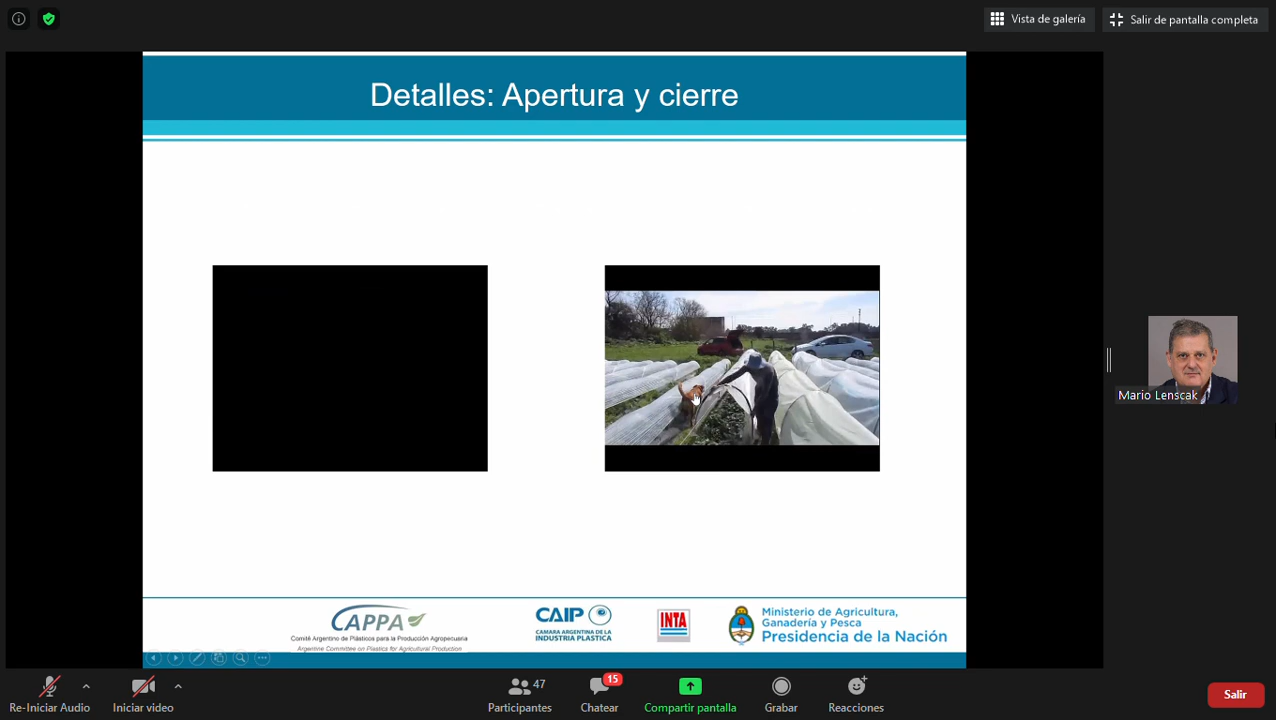 Vista de galería
Salir de pantalla completa
Detalles: Apertura y cierre
Mario Lenscak
CAPPA
Comité Argentino de Plásticos para la Producción Agropecuaria
Argentine Committee on Plastics for Agricultural Production
CAIP
CAMARA ARGENTINA DE LA
INDUSTRIA PLASTICA
INTA
Ministerio de Agricultura,
Ganadería y Pesca
Presidencia de la Nación
Re-Iniciar Audio
Iniciar video
47
Participantes
15
Chatear
Compartir pantalla
Grabar
Reacciones
Salir